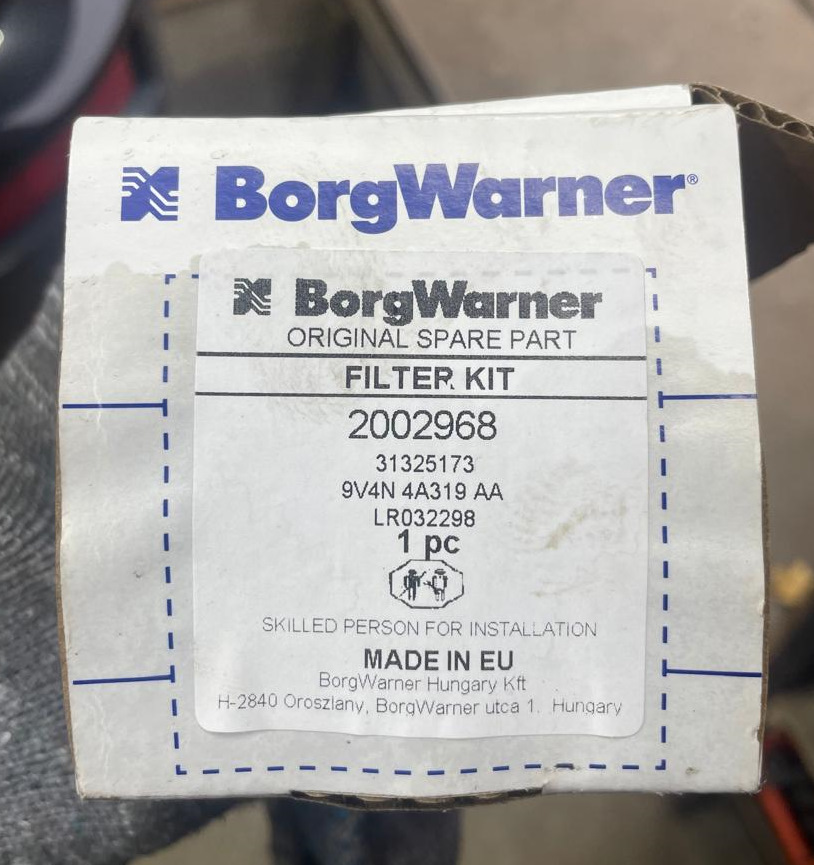 BorgWarner®
BorgWarner
ORIGINAL SPARE PART
FILTER KIT
2002968
31325173
9V4N 4A319 AA
LR032298
1 pc
SKILLED PERSON FOR INSTALLATION
MADE IN EU
BorgWarner Hungary Kft
H-2840 Oroszlany, BorgWarner utca 1. Hungary